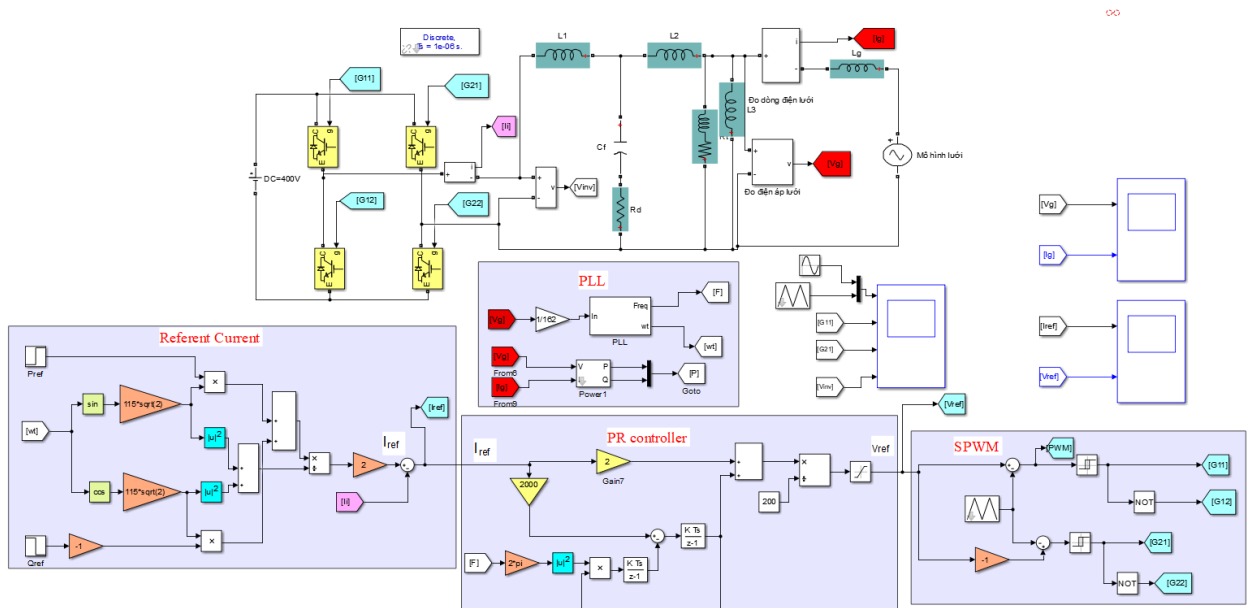 Discrete,
Ts = 1e-06 s.
L1
L2
[Ig]
Lg
[G11]
[G21]
Đo dòng điện lưới
L3
[Ii]
Cf
DC=400V
[Vinv]
[Vg]
Mô hình lưới
Đo điện áp lưới
[G12]
[G22]
Rd
[Vg]
[Ig]
PLL
[Vg]
1/162
In
Freq
wt
PLL
[F]
[wt]
[Vg]
From6
[Ig]
From9
V
I
P
Q
Power1
[P]
Goto
[G11]
[G21]
[Vinv]
[Iref]
[Vref]
Referent Current
Pref
[wt]
sin
115*sqrt(2)
|u|²
cos
115*sqrt(2)
|u|²
Qref
-1
2
Iref
[Iref]
[Ii]
PR controller
Iref
2
Gain7
2000
200
Vref
[Vref]
[F]
2*pi
|u|²
K Ts
z-1
K Ts
z-1
SPWM
[PWM]
[G11]
NOT
[G12]
-1
[G21]
NOT
[G22]